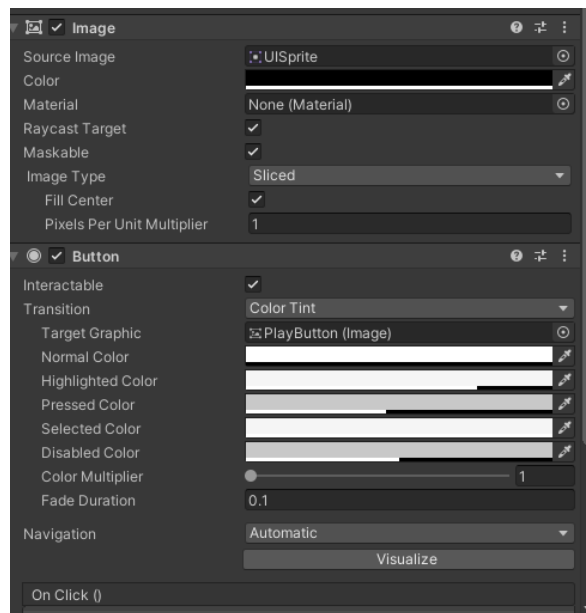 Image
Source Image UISprite
Color
Material None (Material)
Raycast Target
Maskable
Image Type Sliced
Fill Center
Pixels Per Unit Multiplier 1
Button
Interactable
Transition Color Tint
Target Graphic PlayButton (Image)
Normal Color
Highlighted Color
Pressed Color
Selected Color
Disabled Color
Color Multiplier 1
Fade Duration 0.1
Navigation Automatic
Visualize
On Click ()